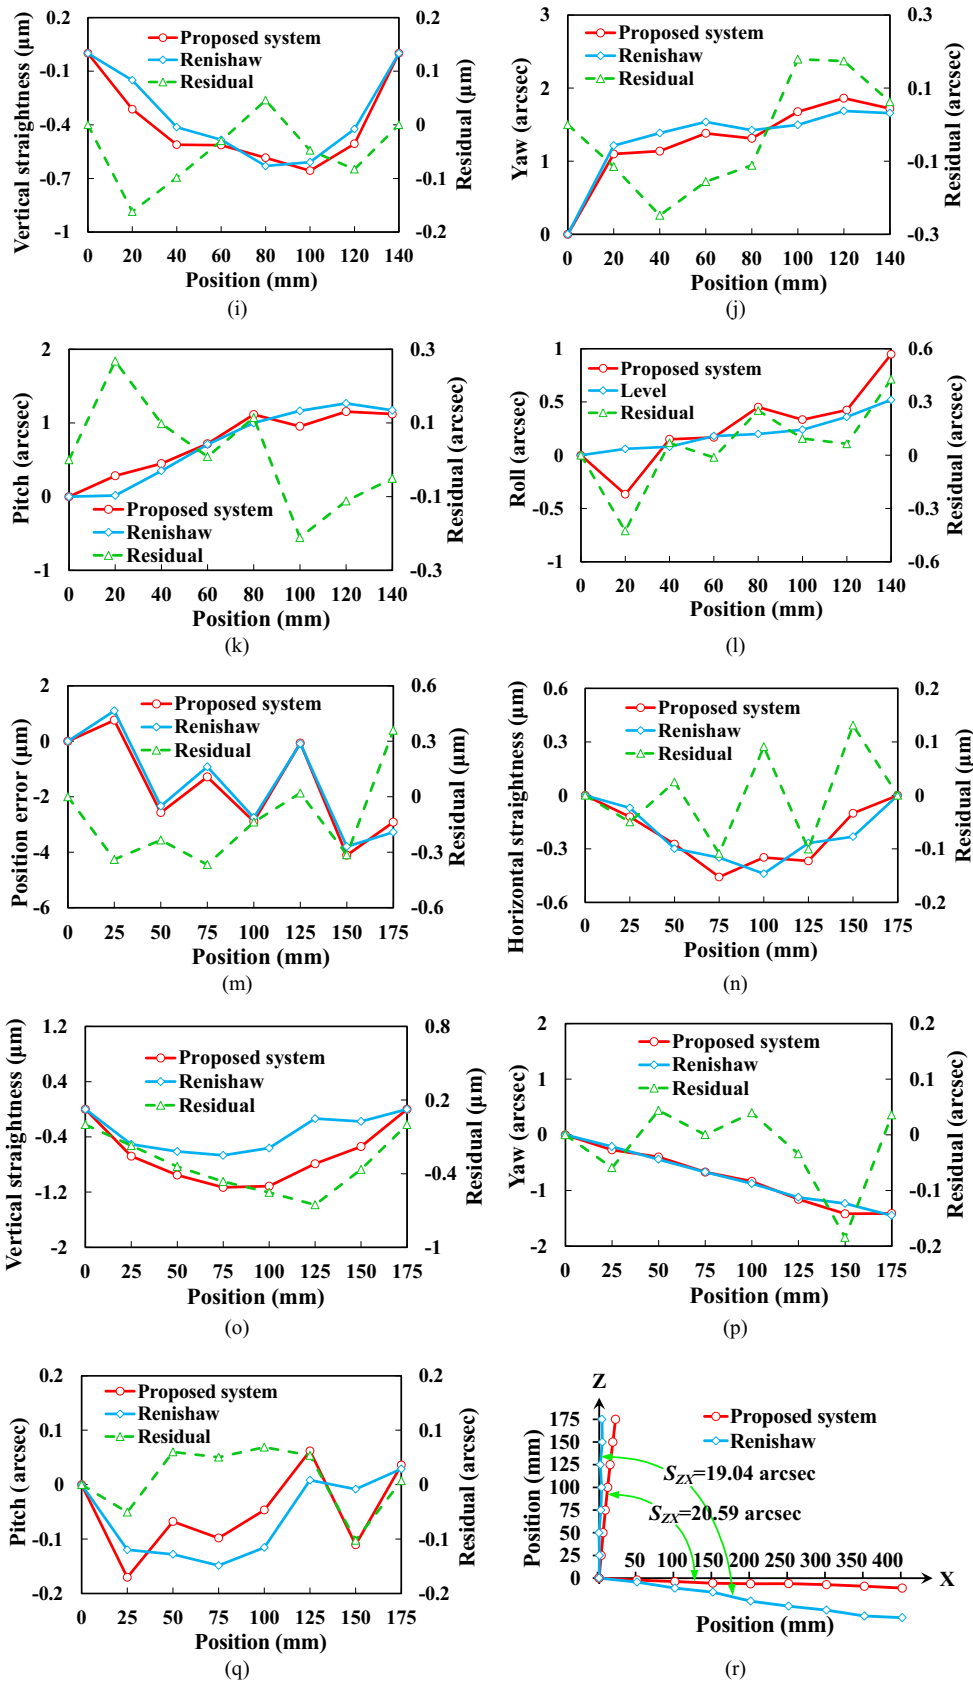 0.2
-0.1
-0.4
-0.7
-1
Vertical straightness (μm)
Proposed system
Renishaw
Residual
0.2
0.1
0
-0.1
-0.2
Residual (μm)
0 20 40 60 80 100 120 140
Position (mm)
(i)
3
2
1
0
Yaw (arcsec)
Proposed system
Renishaw
Residual
0.3
0.1
-0.1
-0.3
Residual (arcsec)
0 20 40 60 80 100 120 140
Position (mm)
(j)
2
1
0
-1
Pitch (arcsec)
Proposed system
Renishaw
Residual
0.3
0.1
-0.1
-0.3
Residual (arcsec)
0 20 40 60 80 100 120 140
Position (mm)
(k)
1
0.5
0
-0.5
-1
Roll (arcsec)
Proposed system
Level
Residual
0.6
0.3
0
-0.3
-0.6
Residual (arcsec)
0 20 40 60 80 100 120 140
Position (mm)
(l)
2
0
-2
-4
-6
Position error (μm)
Proposed system
Renishaw
Residual
0.6
0.3
0
-0.3
-0.6
Residual (μm)
0 25 50 75 100 125 150 175
Position (mm)
(m)
0.6
0.3
0
-0.3
-0.6
Horizontal straightness (μm)
Proposed system
Renishaw
Residual
0.2
0.1
0
-0.1
-0.2
Residual (μm)
0 25 50 75 100 125 150 175
Position (mm)
(n)
1.2
0.4
-0.4
-1.2
-2
Vertical straightness (μm)
Proposed system
Renishaw
Residual
0.8
0.2
-0.4
-1
Residual (μm)
0 25 50 75 100 125 150 175
Position (mm)
(o)
2
1
0
-1
-2
Yaw (arcsec)
Proposed system
Renishaw
Residual
0.2
0.1
0
-0.1
-0.2
Residual (arcsec)
0 25 50 75 100 125 150 175
Position (mm)
(p)
0.2
0.1
0
-0.1
-0.2
Pitch (arcsec)
Proposed system
Renishaw
Residual
0.2
0.1
0
-0.1
-0.2
Residual (arcsec)
0 25 50 75 100 125 150 175
Position (mm)
(q)
Z
175
150
125
100
75
50
25
0
Position (mm)
Proposed system
Renishaw
S_ZX=19.04 arcsec
S_ZX=20.59 arcsec
50 100 150 200 250 300 350 400
X
Position (mm)
(r)